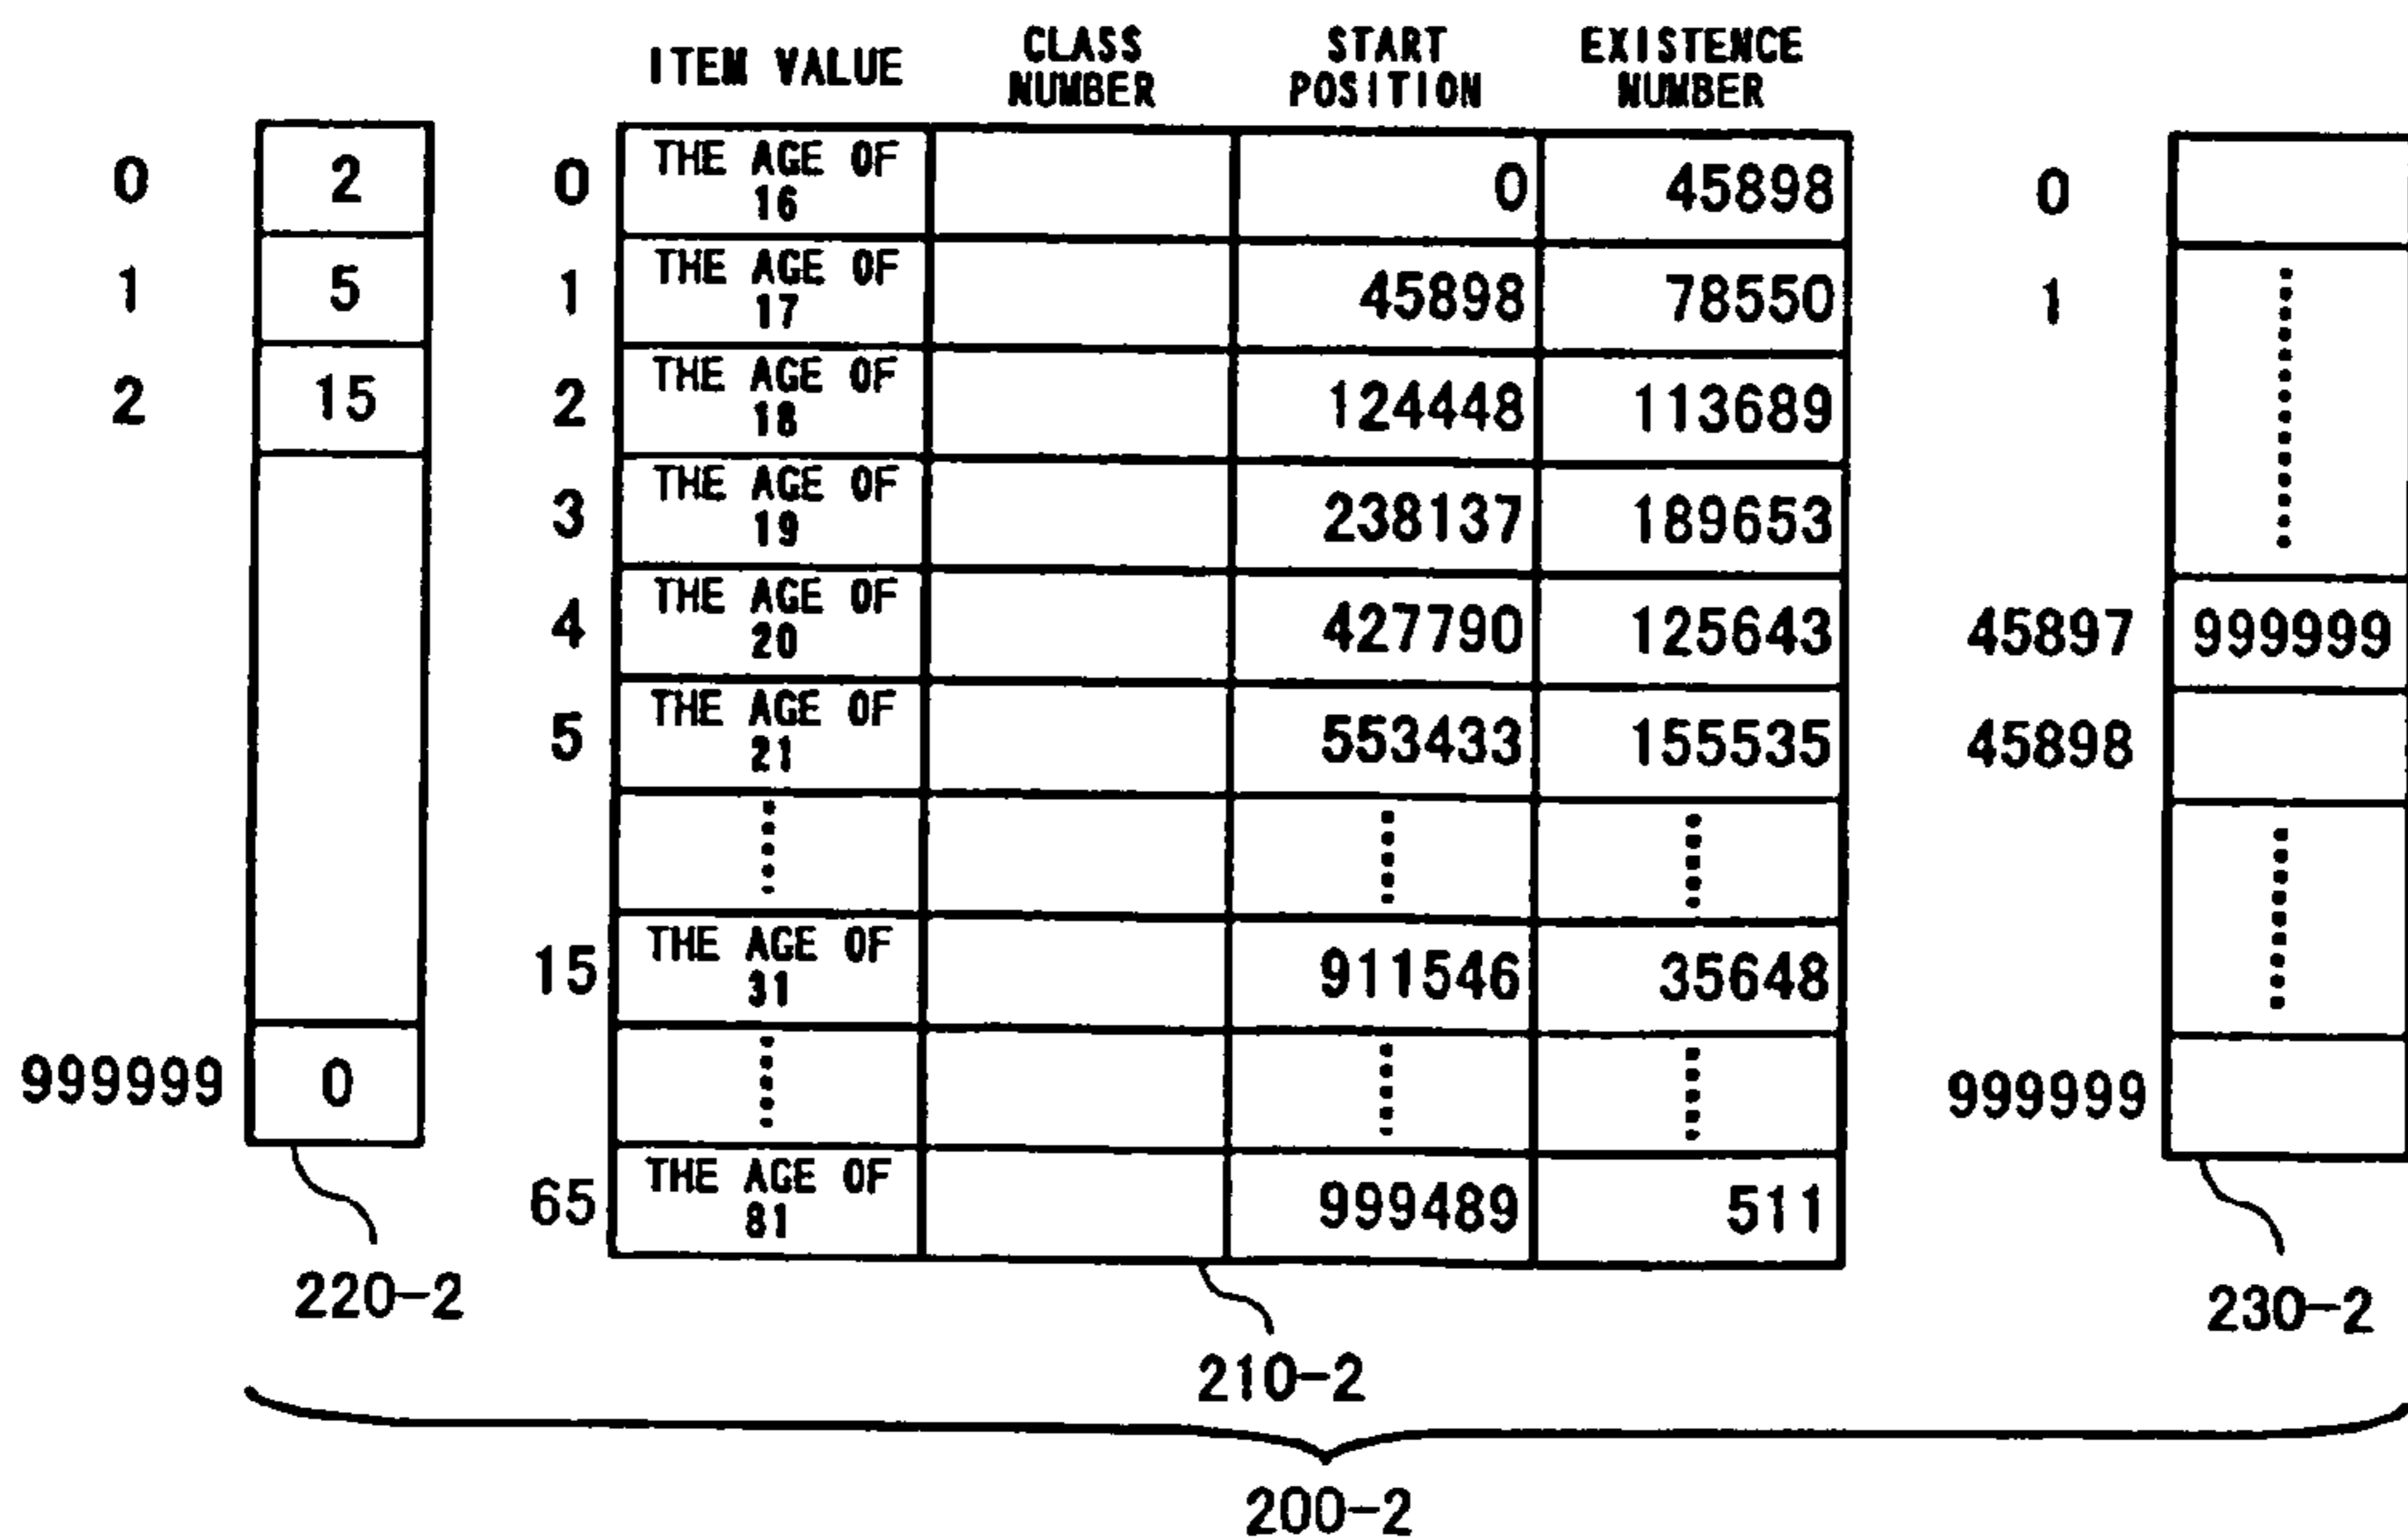 ITEM VALUE CLASS NUMBER START POSITION EXISTENCE NUMBER
0 2 0 THE AGE OF 16 0 45898 0
1 5 1 THE AGE OF 17 45898 78550 1
2 15 2 THE AGE OF 18 124448 113689
3 THE AGE OF 19 238137 189653
4 THE AGE OF 20 427790 125643 45897 999999
5 THE AGE OF 21 553433 155535 45898
15 THE AGE OF 31 911546 35648
999999 0 999999
65 THE AGE OF 81 999489 511
220-2 210-2 230-2
200-2